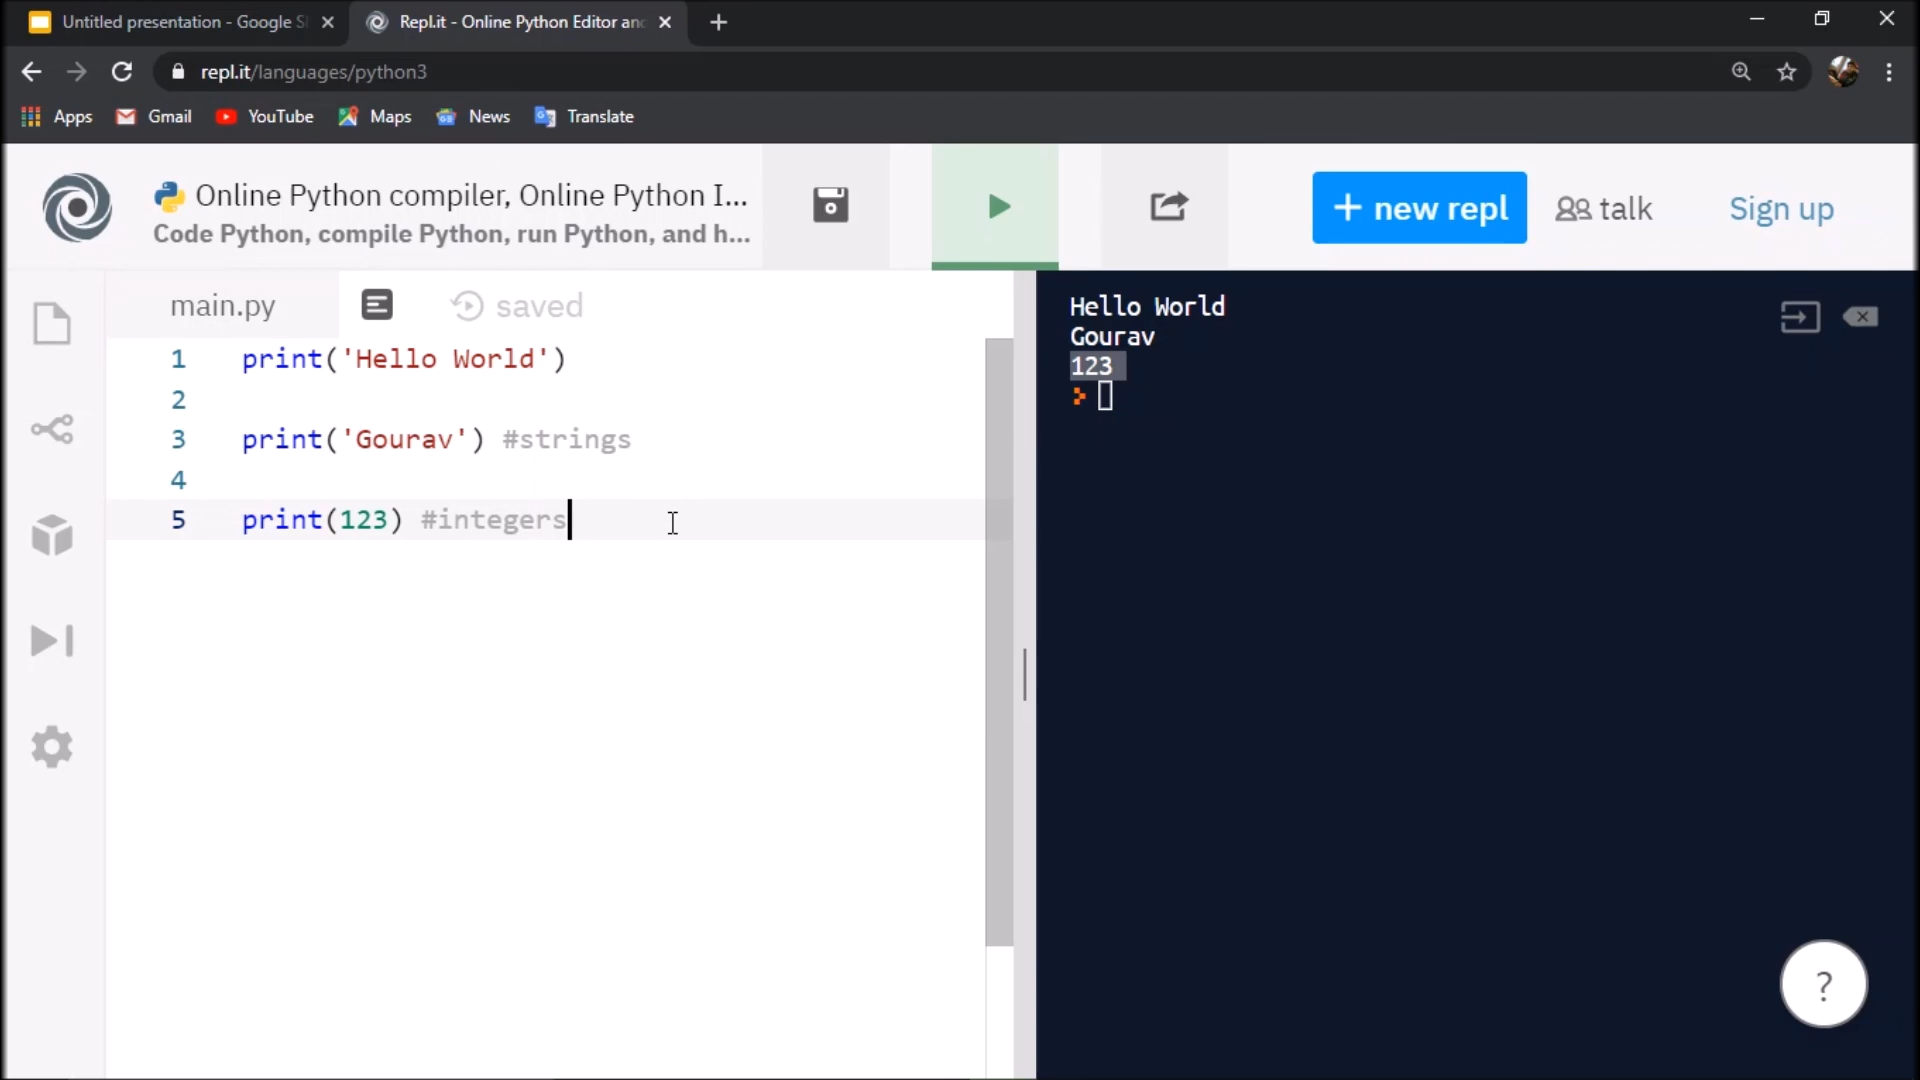 Untitled presentation - Google S
Repl.it - Online Python Editor and
repl.it/languages/python3
Apps
Gmail
YouTube
Maps
News
Translate
Online Python compiler, Online Python I...
Code Python, compile Python, run Python, and h...
+ new repl
talk
Sign up
main.py
saved
1 print('Hello World')
2
3 print('Gourav') #strings
4
5 print(123) #integers
Hello World
Gourav
123
?